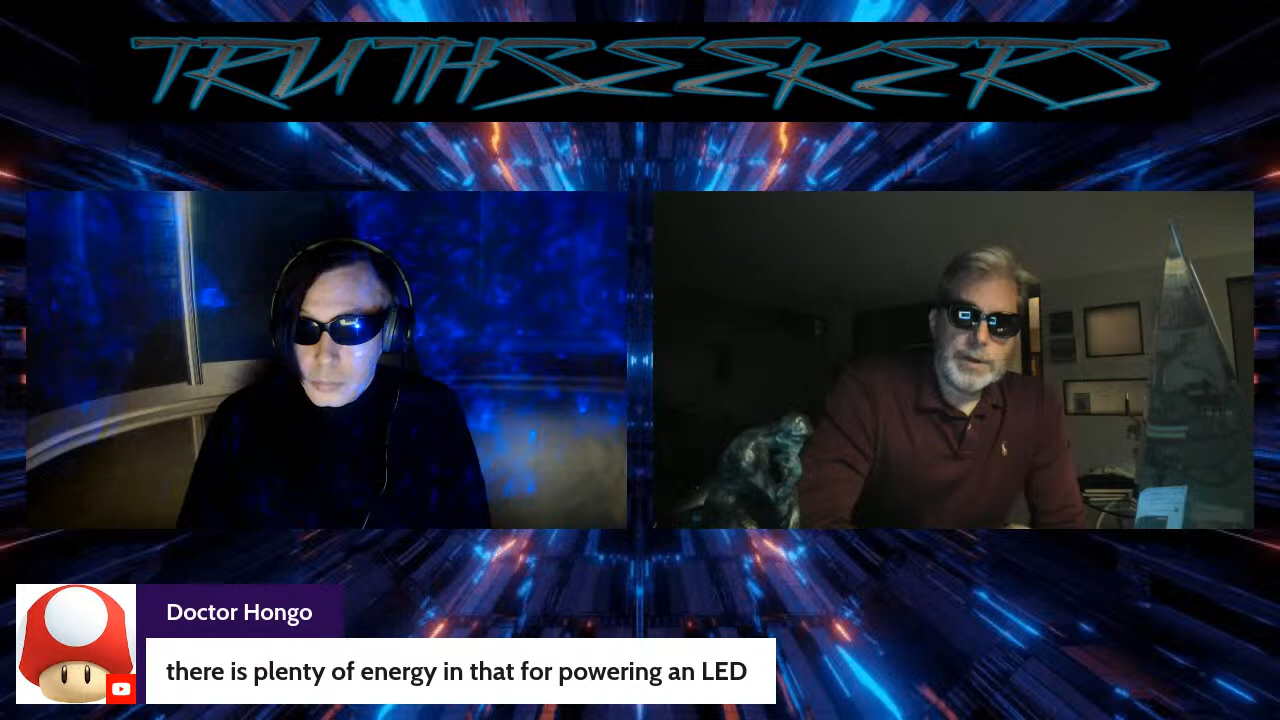 TRUTHSEEKERS
Doctor Hongo
there is plenty of energy in that for powering an LED